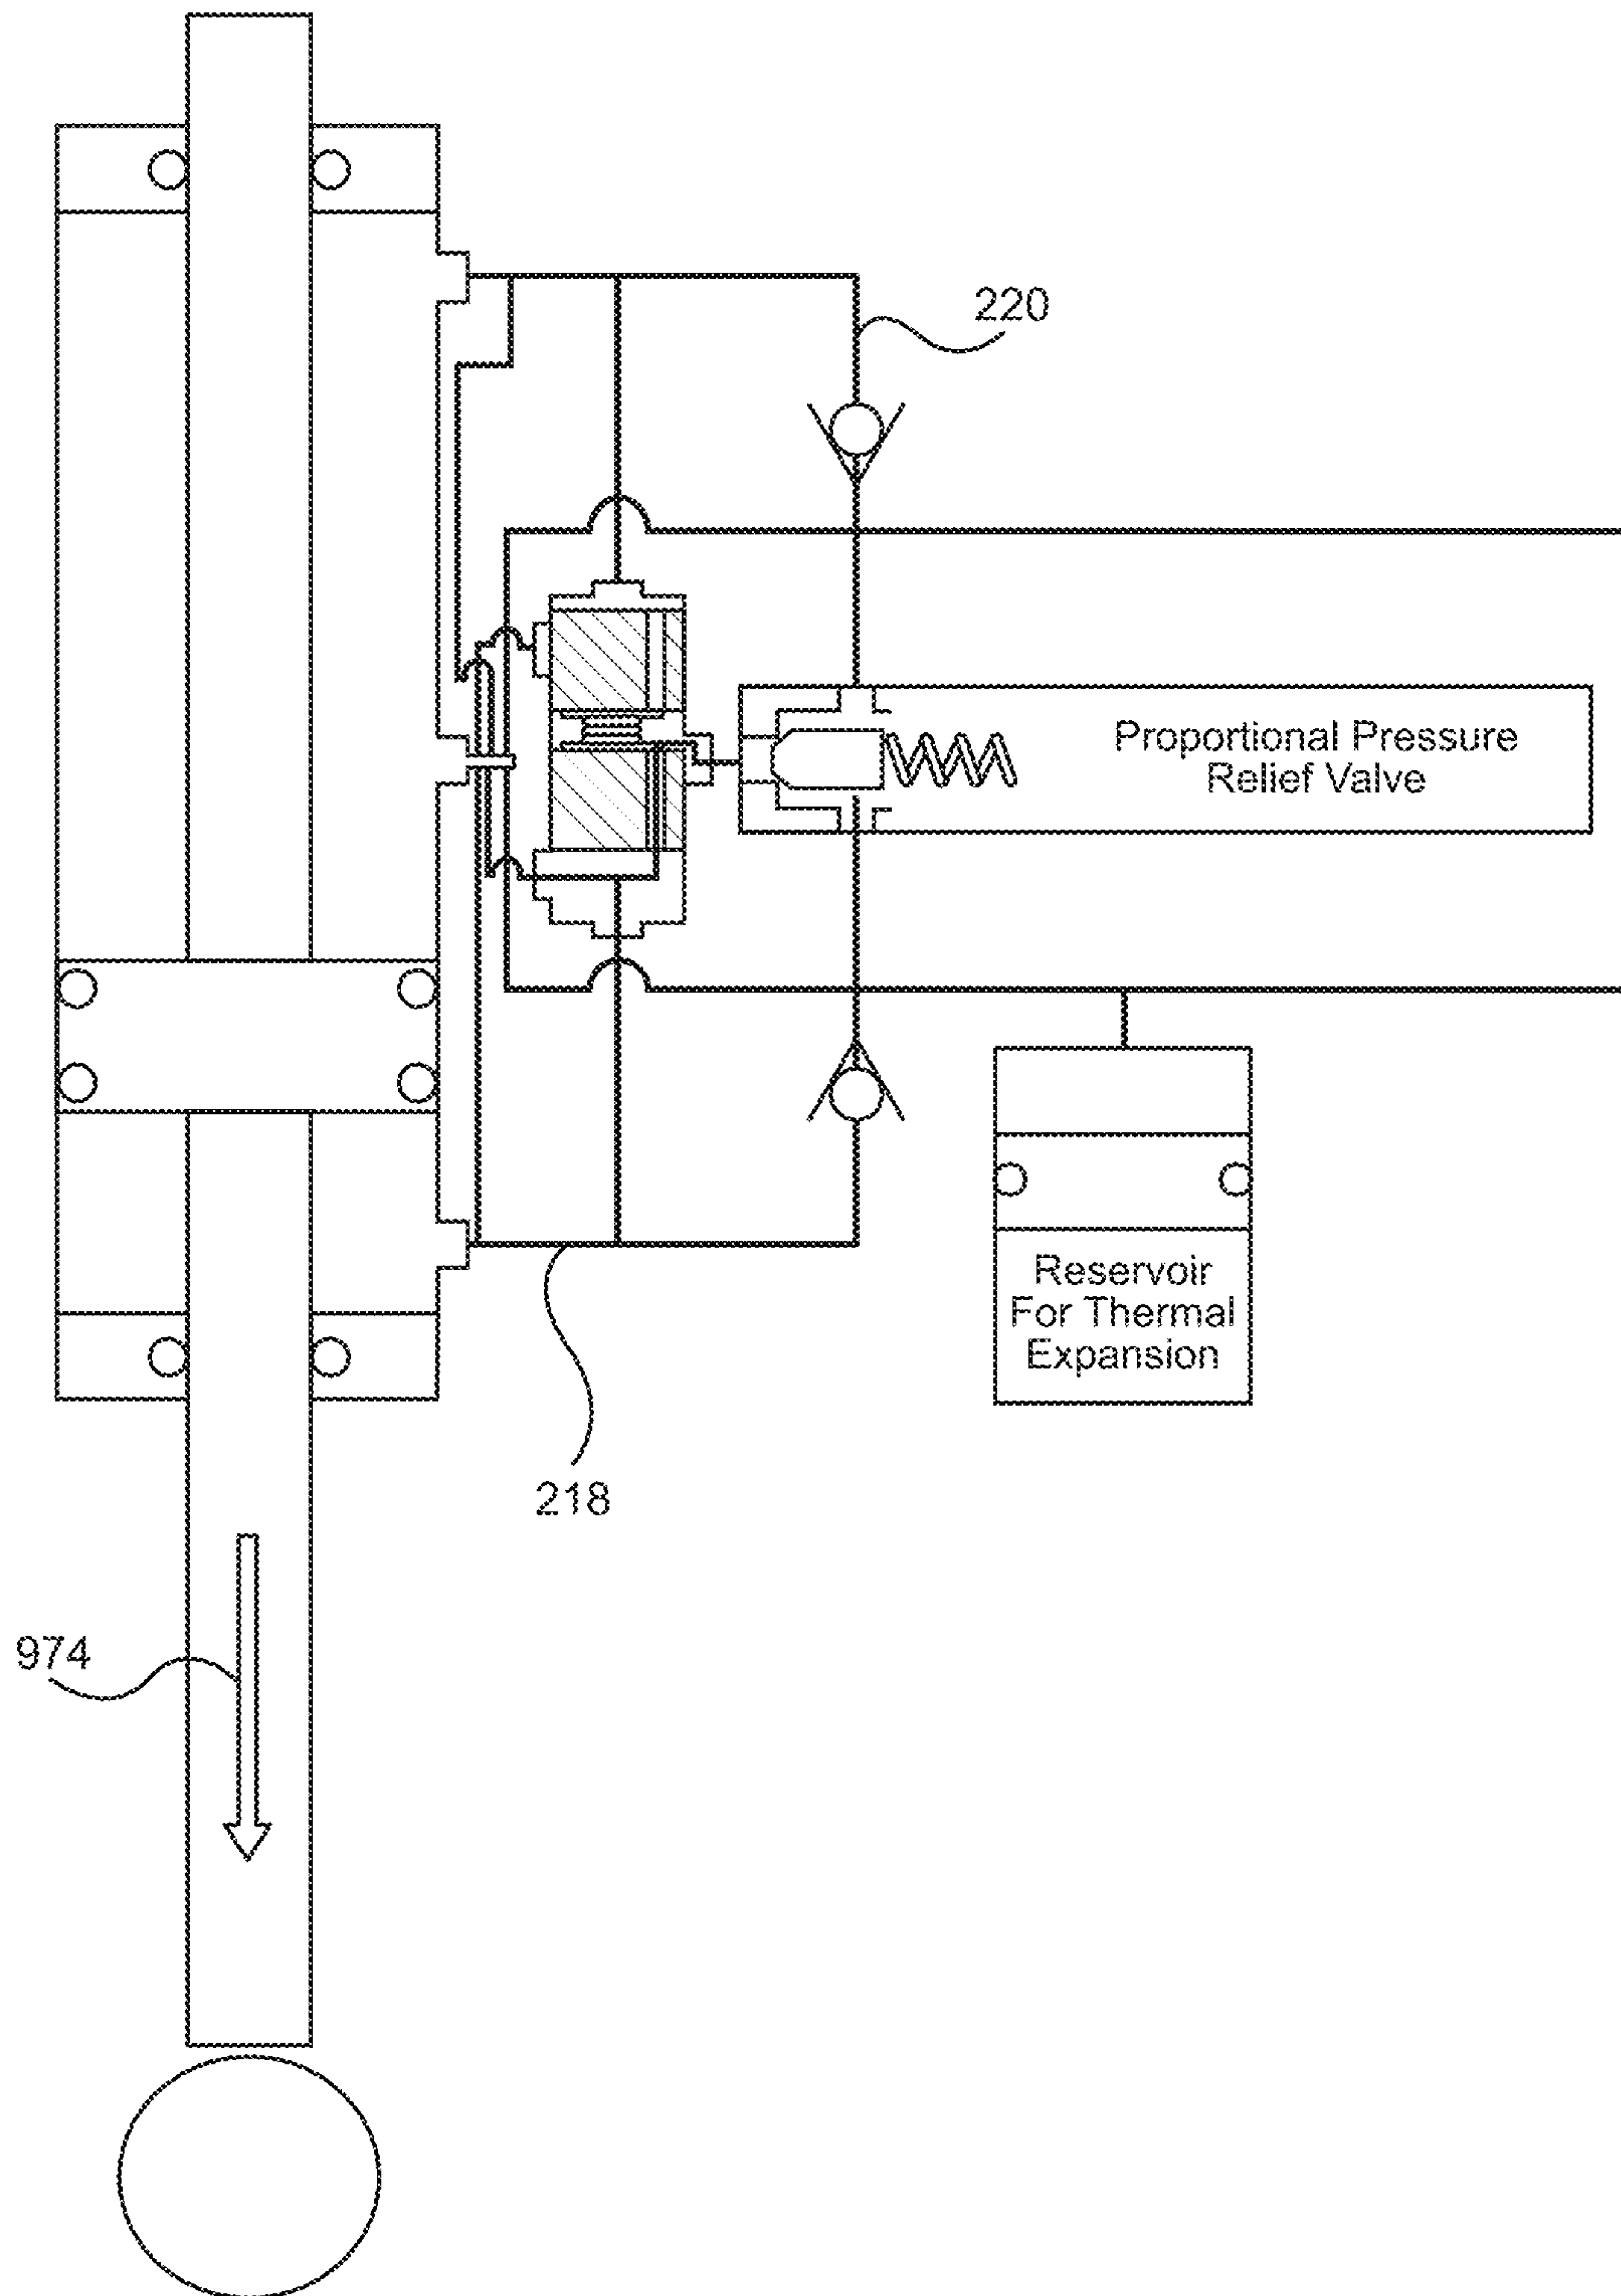 220
Proportional Pressure
Relief Valve
Reservoir
For Thermal
Expansion
218
974